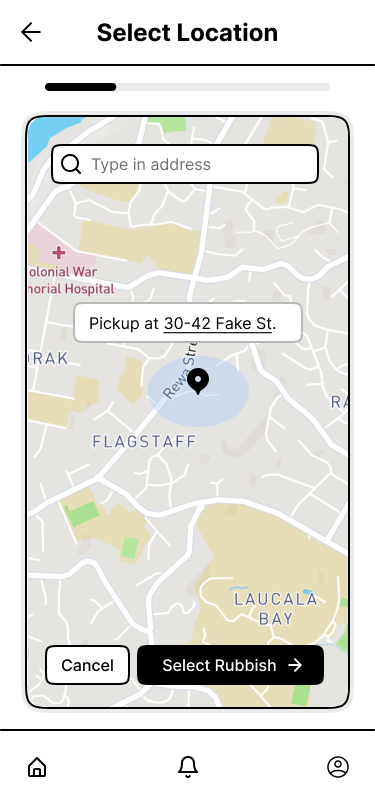 Select Location
Type in address
olonial War
morial Hospital
Pickup at 30-42 Fake St.
Rewa Stre
DRAK
RA
FLAGSTAFF
LAUCALA
BAY
Cancel
Select Rubbish